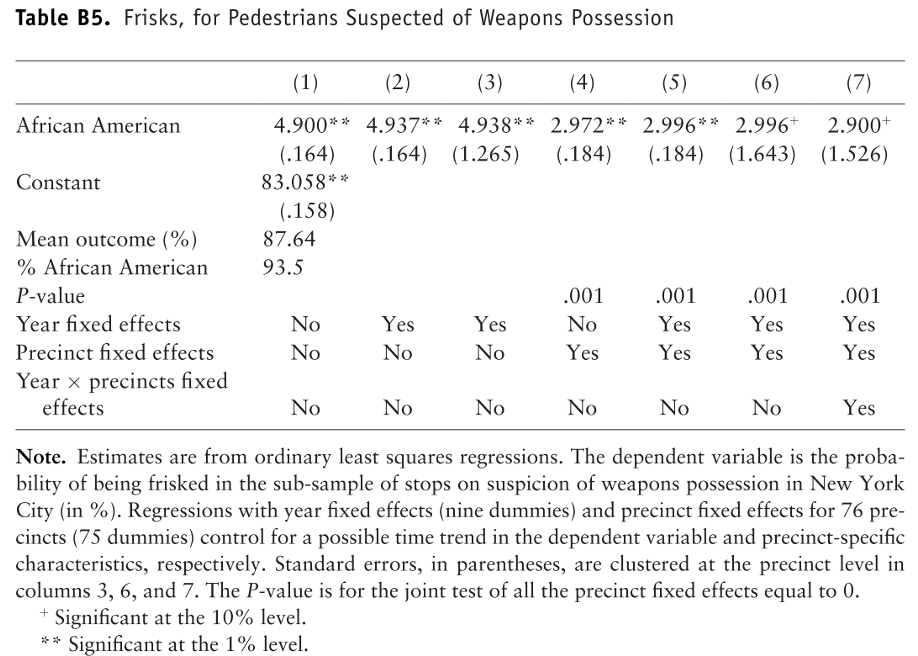 Table B5. Frisks, for Pedestrians Suspected of Weapons Possession
(1) (2) (3) (4) (5) (6) (7)
African American 4.900** 4.937** 4.938** 2.972** 2.996** 2.996+ 2.900+
(.164) (.164) (1.265) (.184) (.184) (1.643) (1.526)
Constant 83.058**
(.158)
Mean outcome (%) 87.64
% African American 93.5
P-value .001 .001 .001 .001
Year fixed effects No Yes Yes No Yes Yes Yes
Precinct fixed effects No No No Yes Yes Yes Yes
Year × precincts fixed
effects No No No No No No Yes
Note. Estimates are from ordinary least squares regressions. The dependent variable is the proba-
bility of being frisked in the sub-sample of stops on suspicion of weapons possession in New York
City (in %). Regressions with year fixed effects (nine dummies) and precinct fixed effects for 76 pre-
cincts (75 dummies) control for a possible time trend in the dependent variable and precinct-specific
characteristics, respectively. Standard errors, in parentheses, are clustered at the precinct level in
columns 3, 6, and 7. The P-value is for the joint test of all the precinct fixed effects equal to 0.
+ Significant at the 10% level.
** Significant at the 1% level.